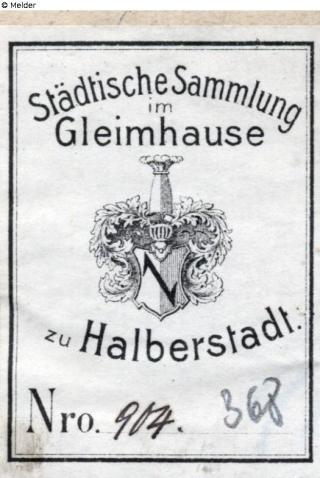 © Melder
Städtische Sammlung
im
Gleimhause
zu Halberstadt.
Nro. 904. 368